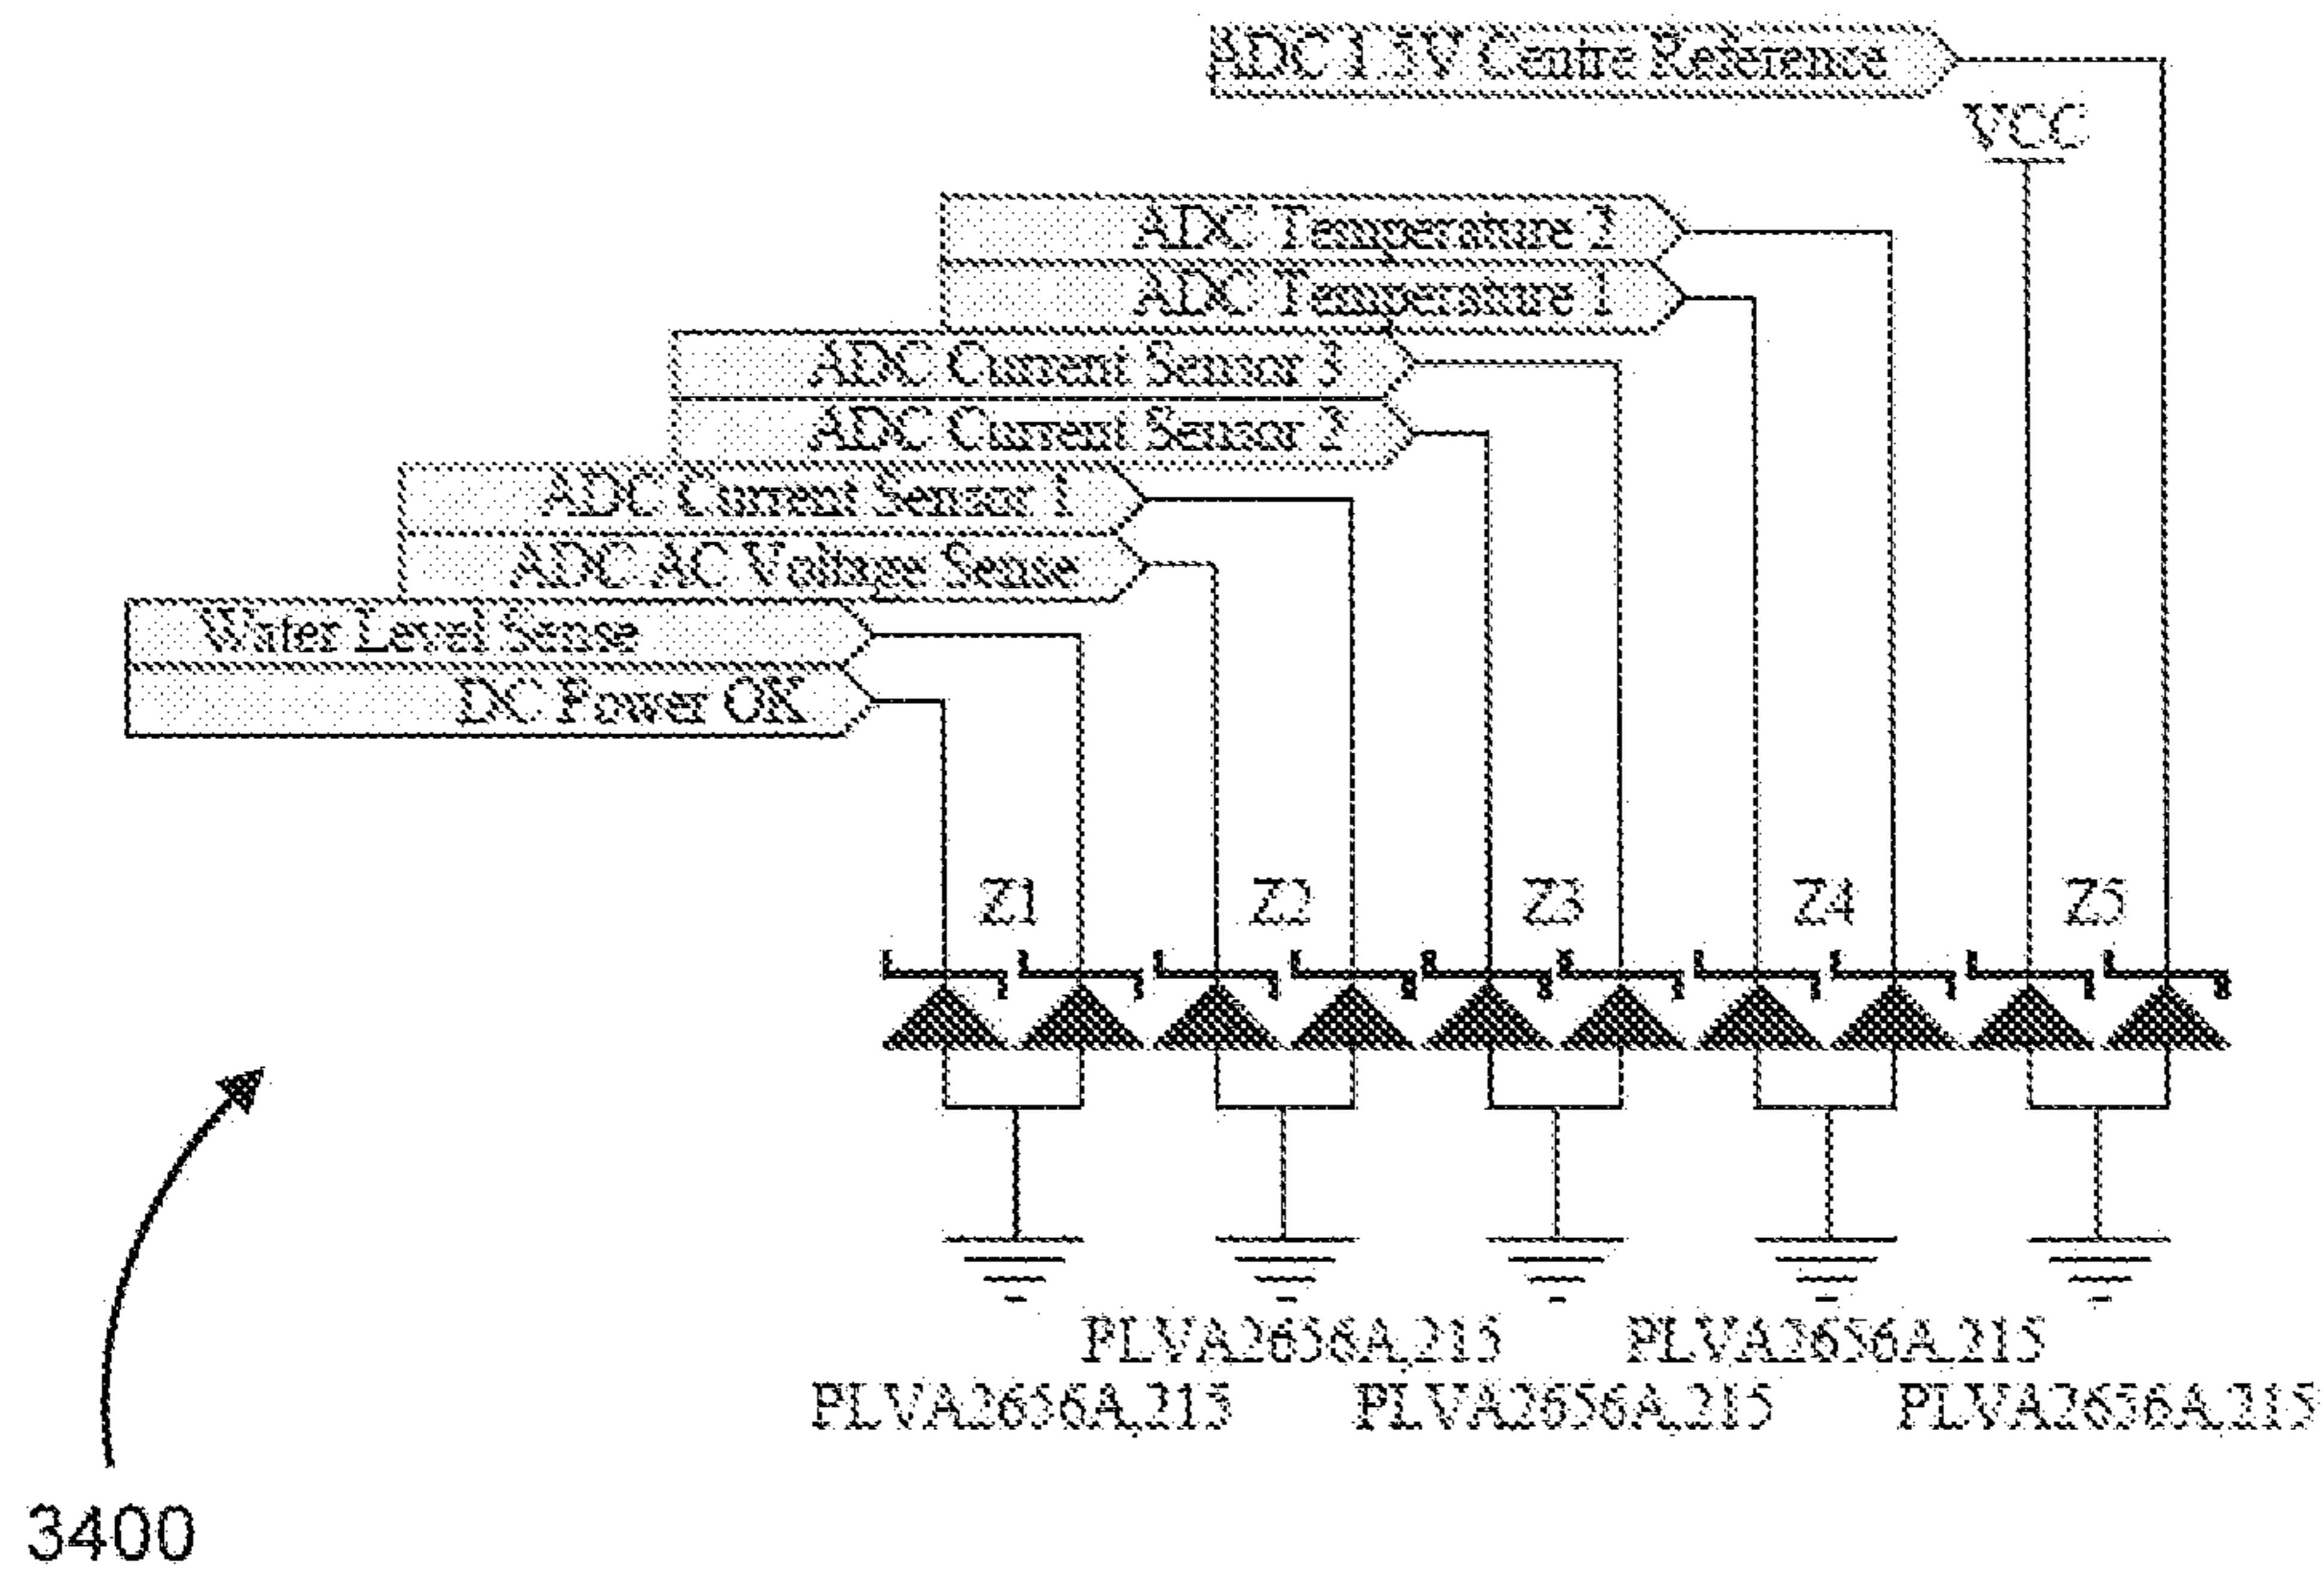 ADC 1.5V Centre Reference
VCC
ADC Temperature 2
ADC Temperature 1
ADC Current Sensor 3
ADC Current Sensor 2
ADC Current Sensor 1
ADC AC Voltage Sense
Water Level Sense
DC Power OK
Z1 Z2 Z3 Z4 Z5
PLVA2656A,215 PLVA2656A,215
PLVA2656A,215 PLVA2656A,215 PLVA2656A,215
3400